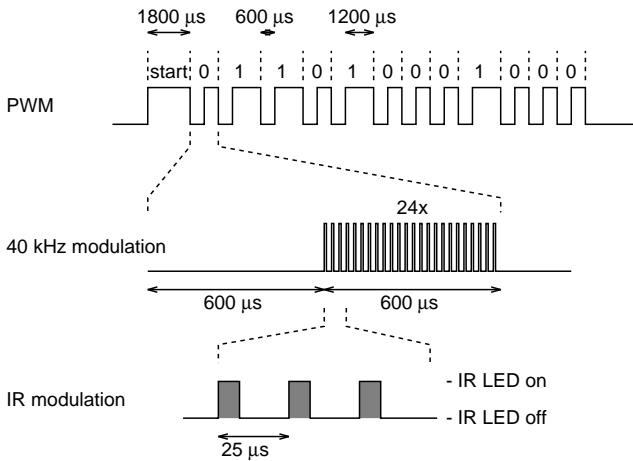 1800 μs 600 μs 1200 μs
start 0 1 1 0 1 0 0 0 1 0 0 0
PWM
24x
40 kHz modulation
600 μs 600 μs
- IR LED on
IR modulation
- IR LED off
25 μs